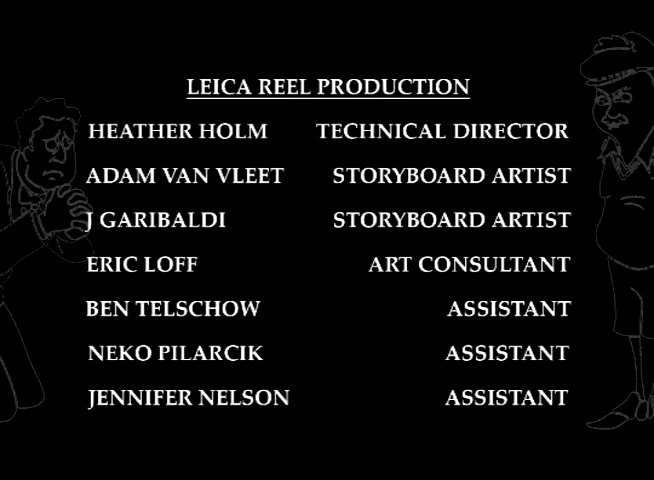 LEICA REEL PRODUCTION
HEATHER HOLM TECHNICAL DIRECTOR
ADAM VAN VLEET STORYBOARD ARTIST
J GARIBALDI STORYBOARD ARTIST
ERIC LOFF ART CONSULTANT
BEN TELSCHOW ASSISTANT
NEKO PILARCIK ASSISTANT
JENNIFER NELSON ASSISTANT